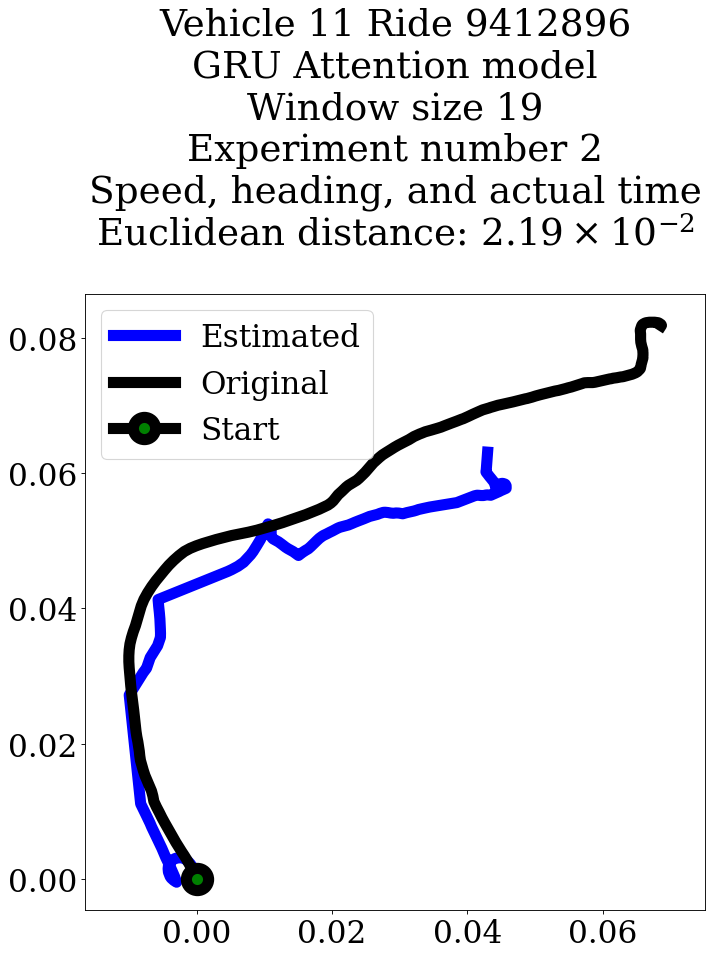 Vehicle 11 Ride 9412896
GRU Attention model
Window size 19
Experiment number 2
Speed, heading, and actual time
Euclidean distance: 2.19 × 10⁻²
Estimated
Original
Start
0.08
0.06
0.04
0.02
0.00
0.00 0.02 0.04 0.06